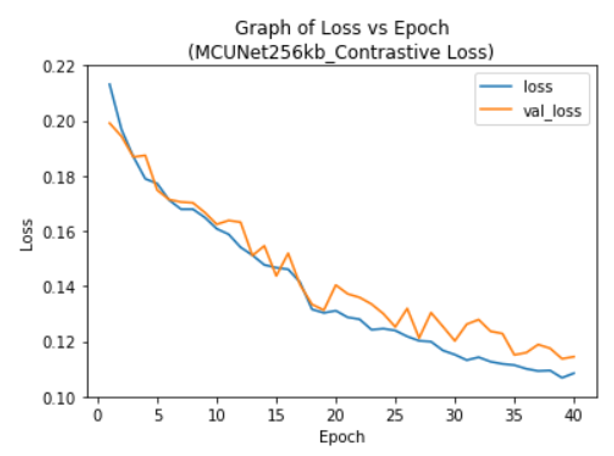 Graph of Loss vs Epoch
(MCUNet256kb_Contrastive Loss)
0.22
0.20
0.18
0.16
0.14
0.12
0.10
Loss
loss
val_loss
0 5 10 15 20 25 30 35 40
Epoch